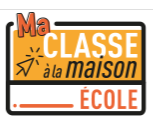 Ma
CLASSE
à la maison
ÉCOLE